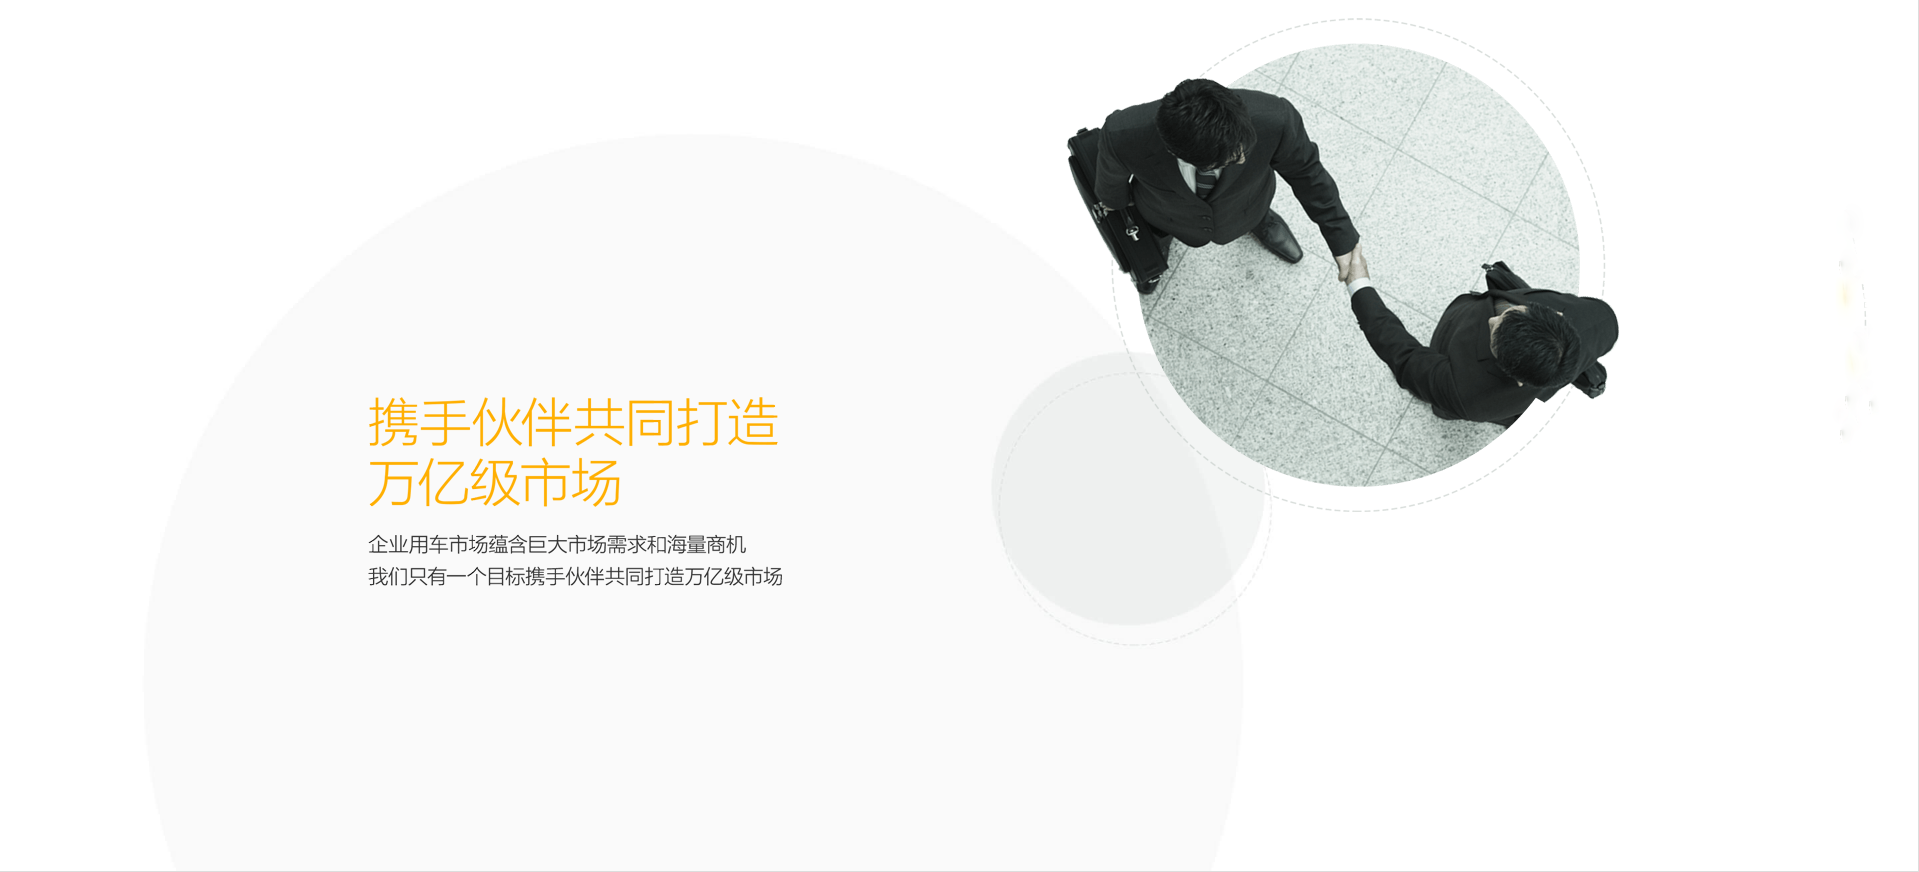 携手伙伴共同打造
万亿级市场
企业用车市场蕴含巨大市场需求和海量商机
我们只有一个目标携手伙伴共同打造万亿级市场